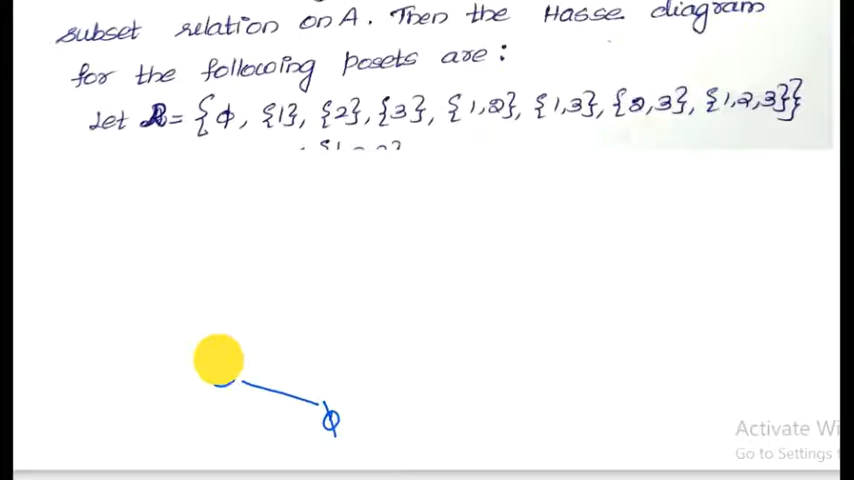 subset relation on A. Then the Hasse diagram
for the following posets are :
Let R = { φ, {1}, {2}, {3}, {1,2}, {1,3}, {2,3}, {1,2,3}}
φ
Activate Wi
Go to Settings